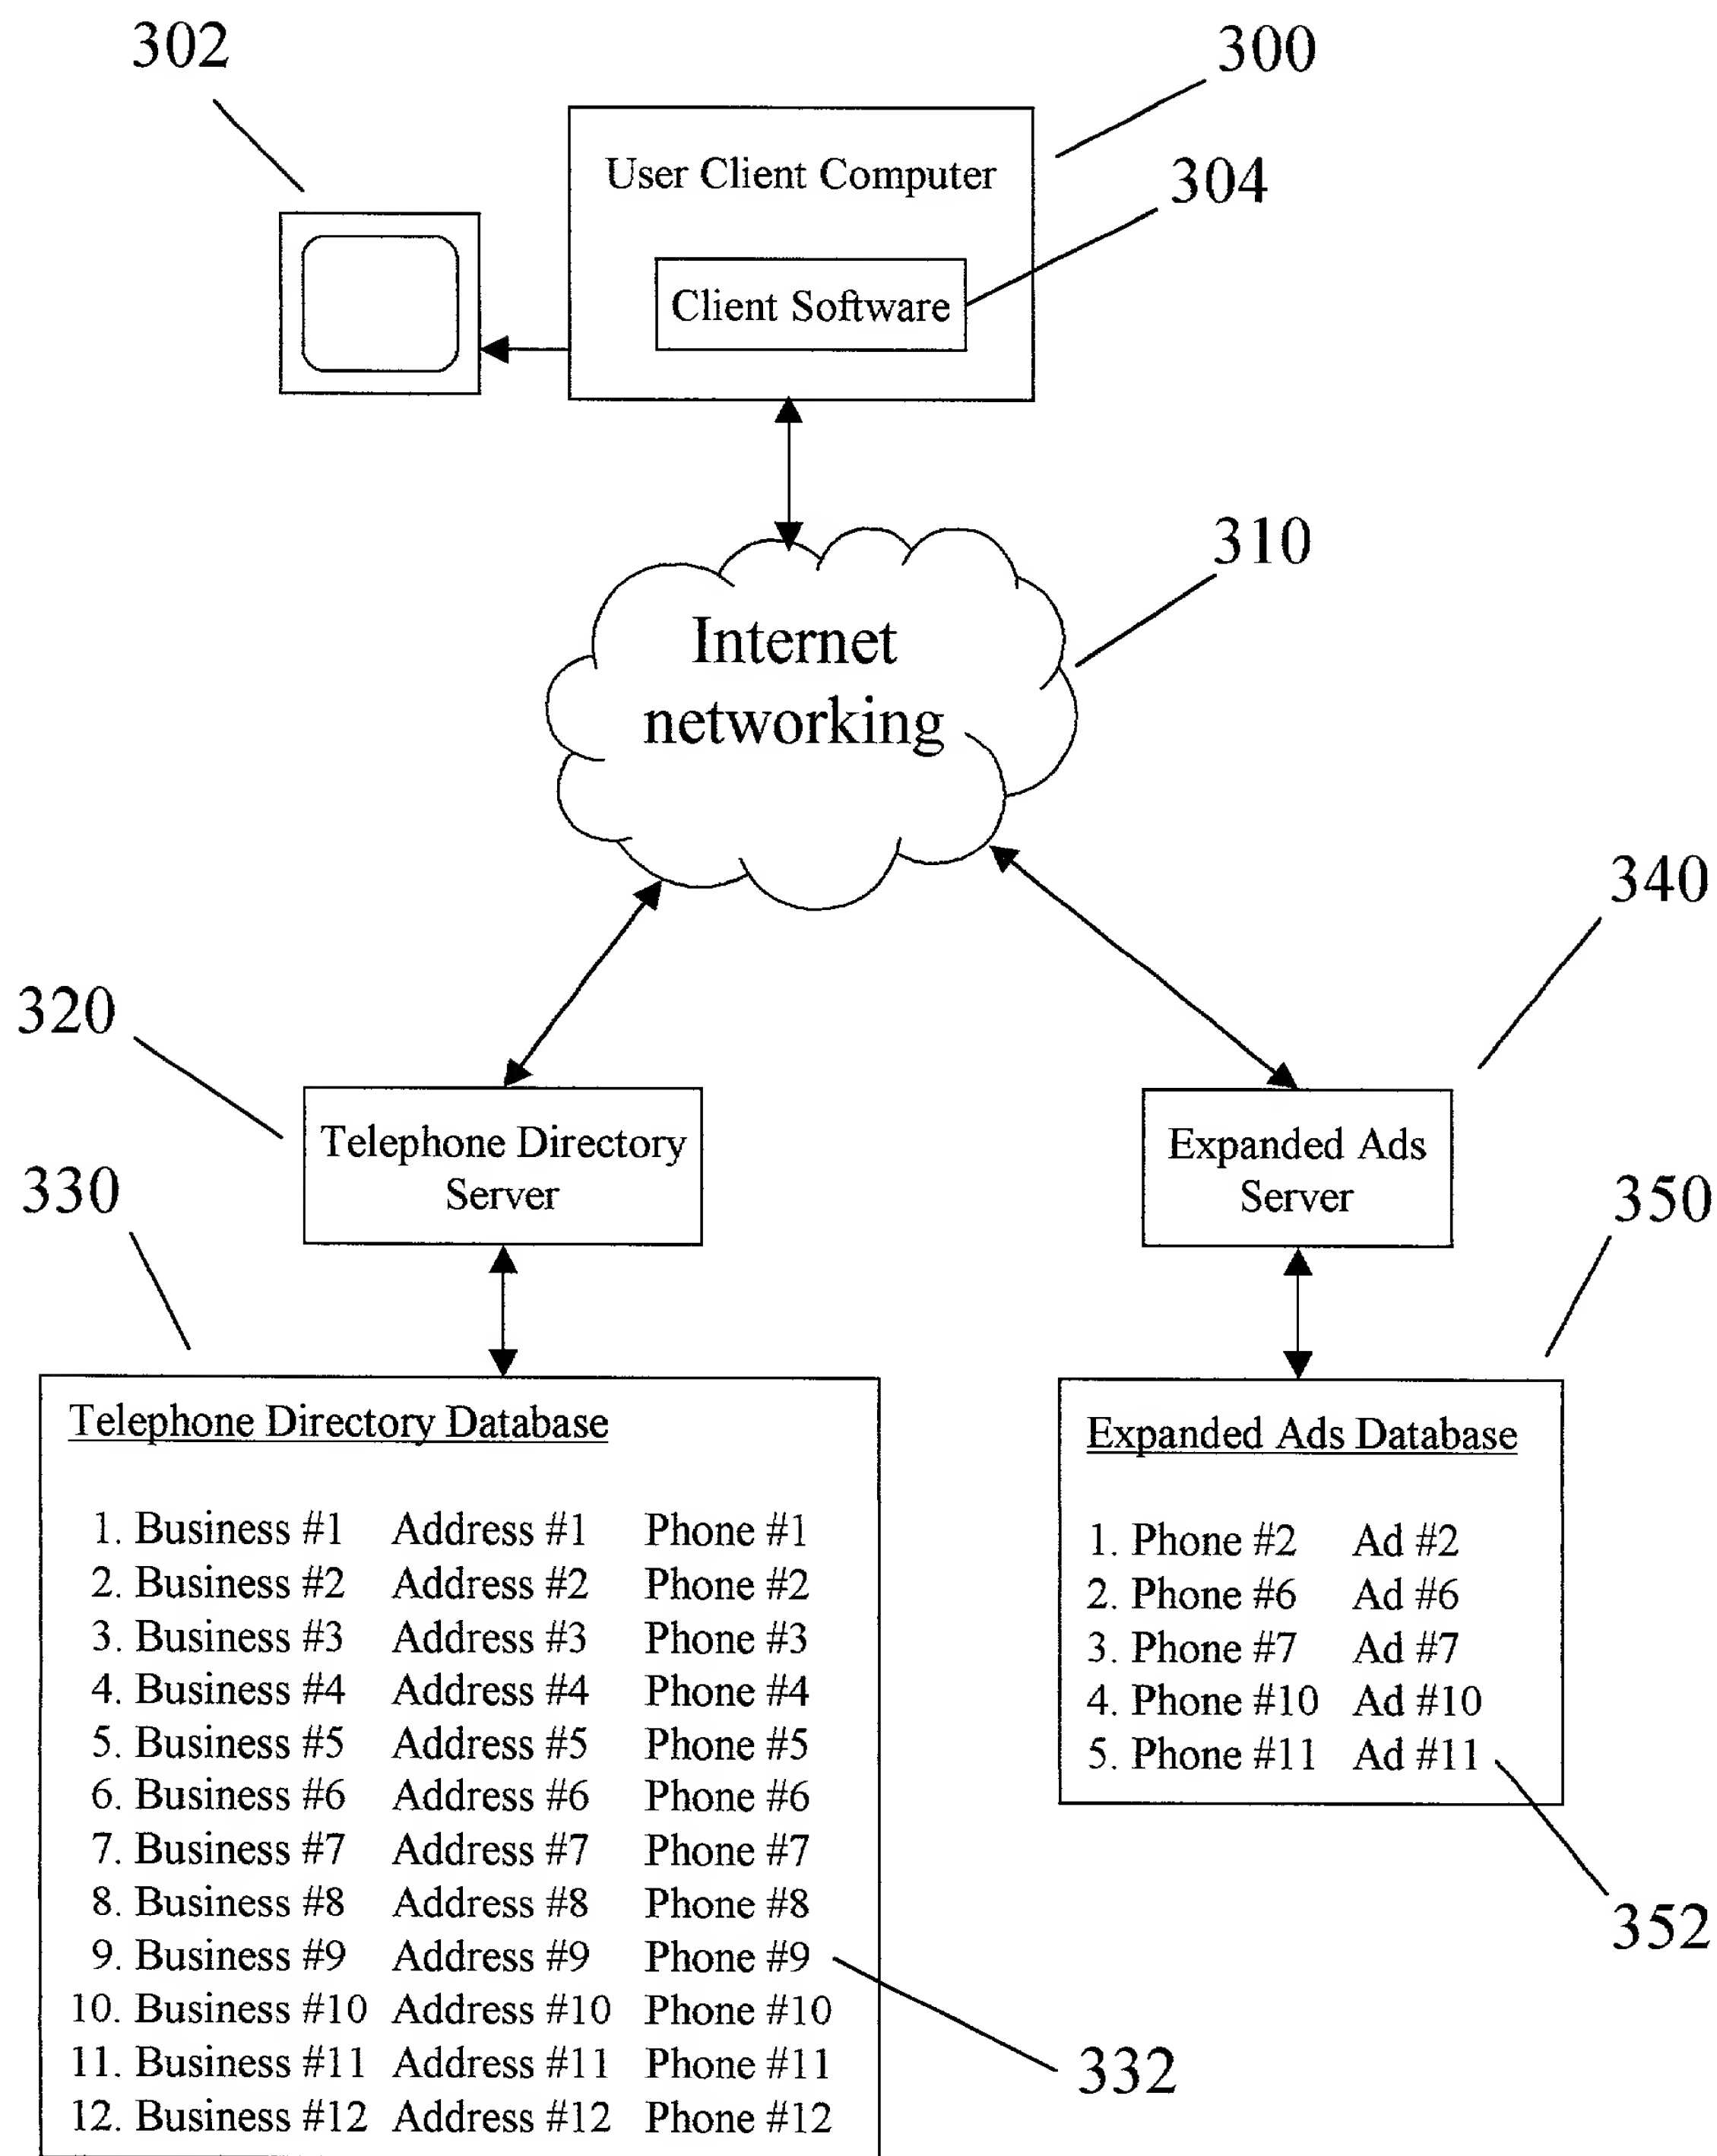 302
300
User Client Computer
304
Client Software
310
Internet
networking
340
320
Telephone Directory
Server
Expanded Ads
Server
330
350
Telephone Directory Database
1. Business #1 Address #1 Phone #1
2. Business #2 Address #2 Phone #2
3. Business #3 Address #3 Phone #3
4. Business #4 Address #4 Phone #4
5. Business #5 Address #5 Phone #5
6. Business #6 Address #6 Phone #6
7. Business #7 Address #7 Phone #7
8. Business #8 Address #8 Phone #8
9. Business #9 Address #9 Phone #9
10. Business #10 Address #10 Phone #10
11. Business #11 Address #11 Phone #11
12. Business #12 Address #12 Phone #12
332
Expanded Ads Database
1. Phone #2 Ad #2
2. Phone #6 Ad #6
3. Phone #7 Ad #7
4. Phone #10 Ad #10
5. Phone #11 Ad #11
352